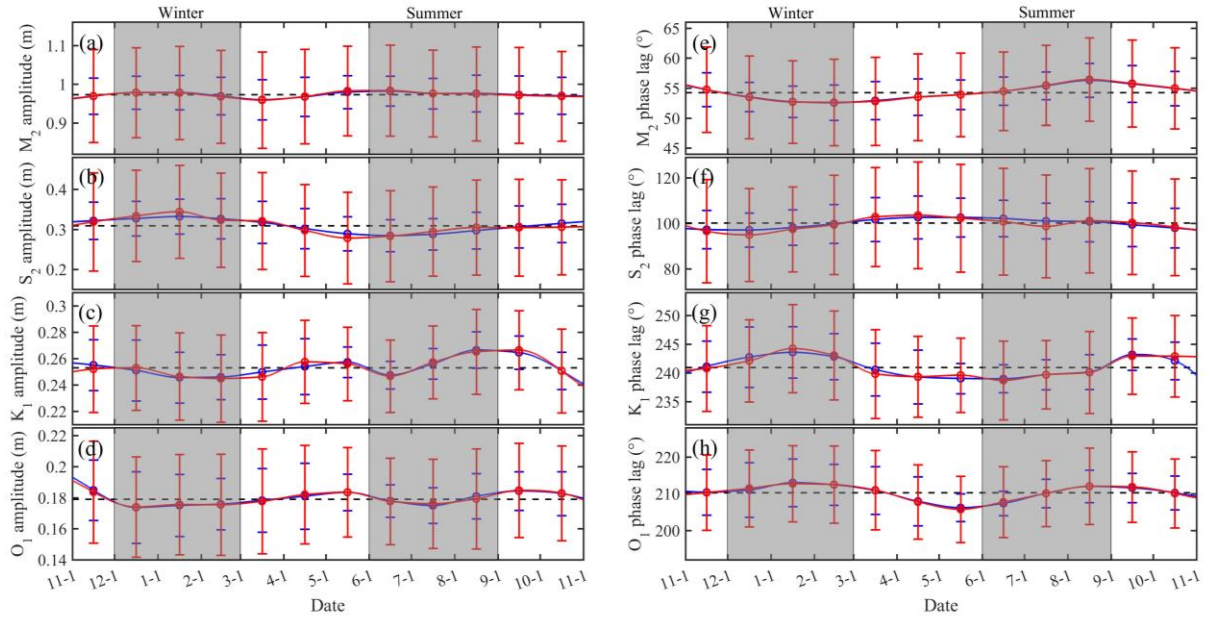 Winter Summer
(a)
M2 amplitude (m)
1.1
1
0.9
(b)
S2 amplitude (m)
0.4
0.3
0.2
(c)
K1 amplitude (m)
0.3
0.28
0.26
0.24
0.22
(d)
O1 amplitude (m)
0.22
0.2
0.18
0.16
0.14
11-1 12-1 1-1 2-1 3-1 4-1 5-1 6-1 7-1 8-1 9-1 10-1 11-1
Date
Winter Summer
(e)
M2 phase lag (°)
65
60
55
50
45
(f)
S2 phase lag (°)
120
100
80
(g)
K1 phase lag (°)
250
245
240
235
(h)
O1 phase lag (°)
220
210
200
11-1 12-1 1-1 2-1 3-1 4-1 5-1 6-1 7-1 8-1 9-1 10-1 11-1
Date